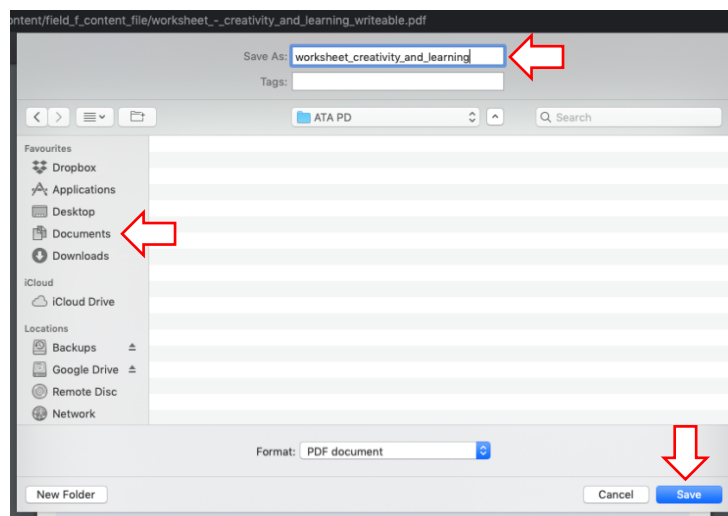 ntent/field_f_content_file/worksheet_-_creativity_and_learning_writeable.pdf
Save As: worksheet_creativity_and_learning
Tags:
ATA PD
Search
Favourites
Dropbox
Applications
Desktop
Documents
Downloads
iCloud
iCloud Drive
Locations
Backups
Google Drive
Remote Disc
Network
Format: PDF document
New Folder
Cancel
Save